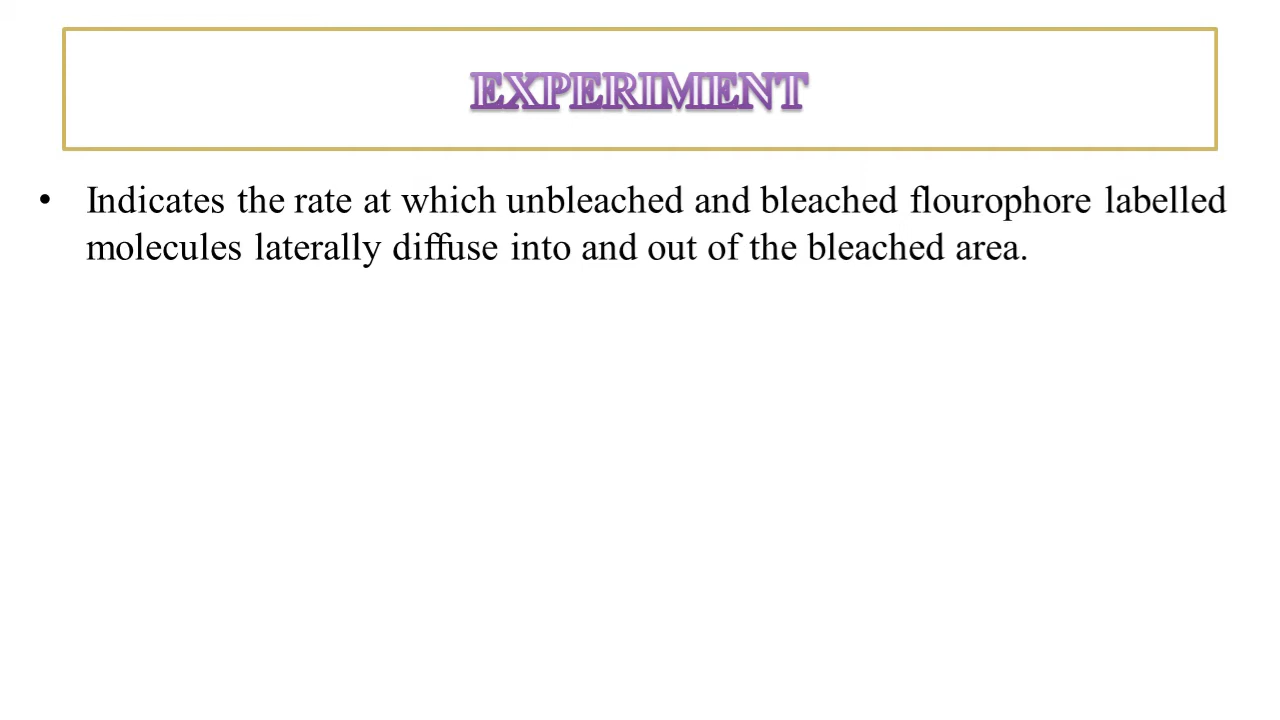 EXPERIMENT
• Indicates the rate at which unbleached and bleached flourophore labelled
molecules laterally diffuse into and out of the bleached area.